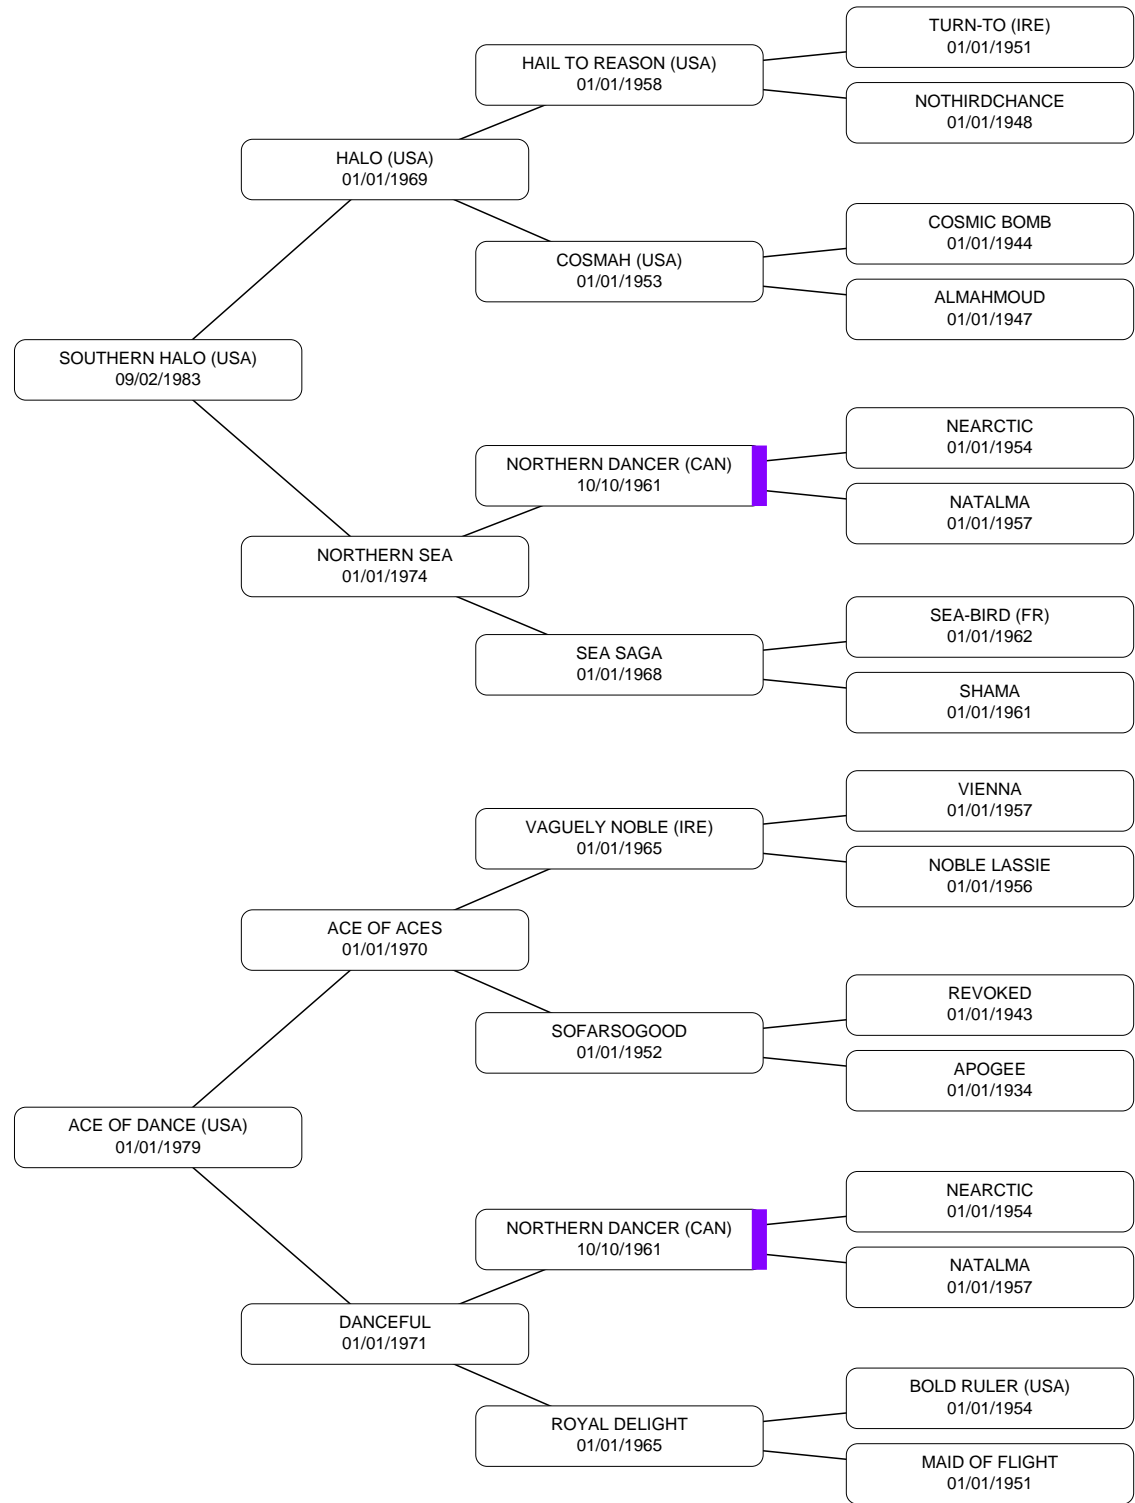 TURN-TO (IRE)
01/01/1951
HAIL TO REASON (USA)
01/01/1958
NOTHIRDCHANCE
01/01/1948
HALO (USA)
01/01/1969
COSMIC BOMB
01/01/1944
COSMAH (USA)
01/01/1953
ALMAHMOUD
01/01/1947
SOUTHERN HALO (USA)
09/02/1983
NEARCTIC
01/01/1954
NORTHERN DANCER (CAN)
10/10/1961
NATALMA
01/01/1957
NORTHERN SEA
01/01/1974
SEA-BIRD (FR)
01/01/1962
SEA SAGA
01/01/1968
SHAMA
01/01/1961
VIENNA
01/01/1957
VAGUELY NOBLE (IRE)
01/01/1965
NOBLE LASSIE
01/01/1956
ACE OF ACES
01/01/1970
REVOKED
01/01/1943
SOFARSOGOOD
01/01/1952
APOGEE
01/01/1934
ACE OF DANCE (USA)
01/01/1979
NEARCTIC
01/01/1954
NORTHERN DANCER (CAN)
10/10/1961
NATALMA
01/01/1957
DANCEFUL
01/01/1971
BOLD RULER (USA)
01/01/1954
ROYAL DELIGHT
01/01/1965
MAID OF FLIGHT
01/01/1951